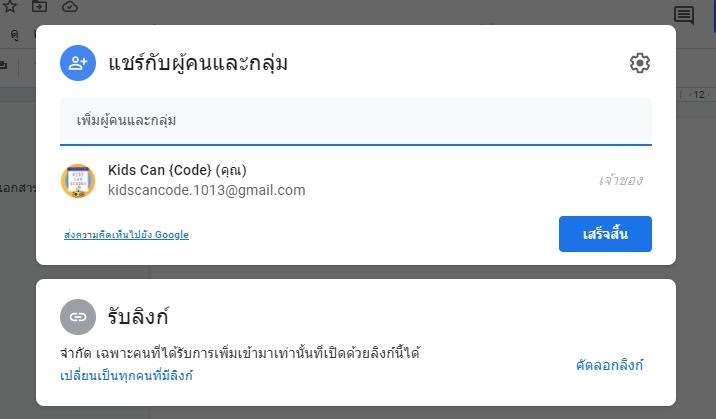 ดู
แชร์กับผู้คนและกลุ่ม
12
เพิ่มผู้คนและกลุ่ม
Kids Can {Code} (คุณ)
kidscancode.1013@gmail.com
เจ้าของ
อกสาร
ส่งความคิดเห็นไปยัง Google
เสร็จสิ้น
รับลิงก์
จำกัด เฉพาะคนที่ได้รับการเพิ่มเข้ามาเท่านั้นที่เปิดด้วยลิงก์นี้ได้
คัดลอกลิงก์
เปลี่ยนเป็นทุกคนที่มีลิงก์